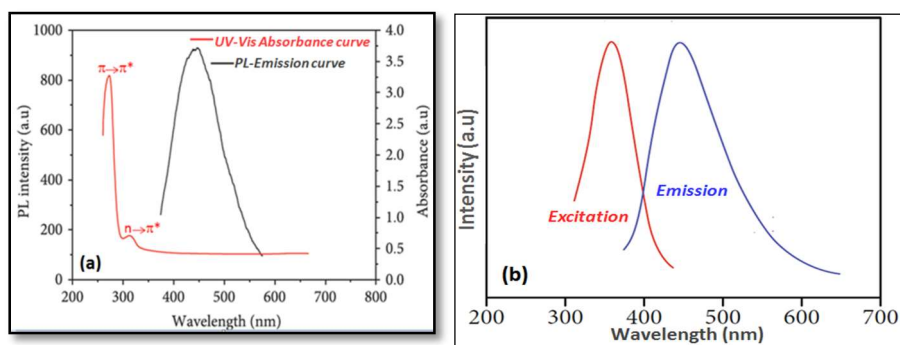 1000
800
600
400
200
0
PL intensity (a.u)
UV-Vis Absorbance curve
PL-Emission curve
π→π*
n→π*
(a)
4.0
3.5
3.0
2.5
2.0
1.5
1.0
0.5
0.0
Absorbance (a.u)
200 300 400 500 600 700 800
Wavelength (nm)
Intensity (a.u)
Excitation
Emission
(b)
200 300 400 500 600 700
Wavelength (nm)